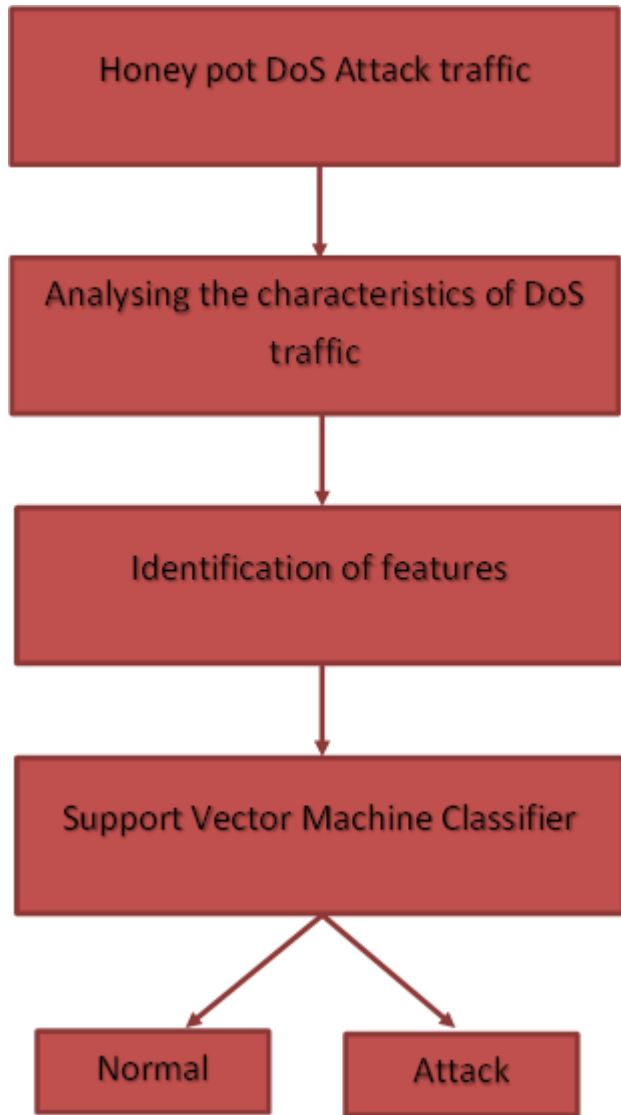 Honey pot DoS Attack traffic
Analysing the characteristics of DoS
traffic
Identification of features
Support Vector Machine Classifier
Normal
Attack